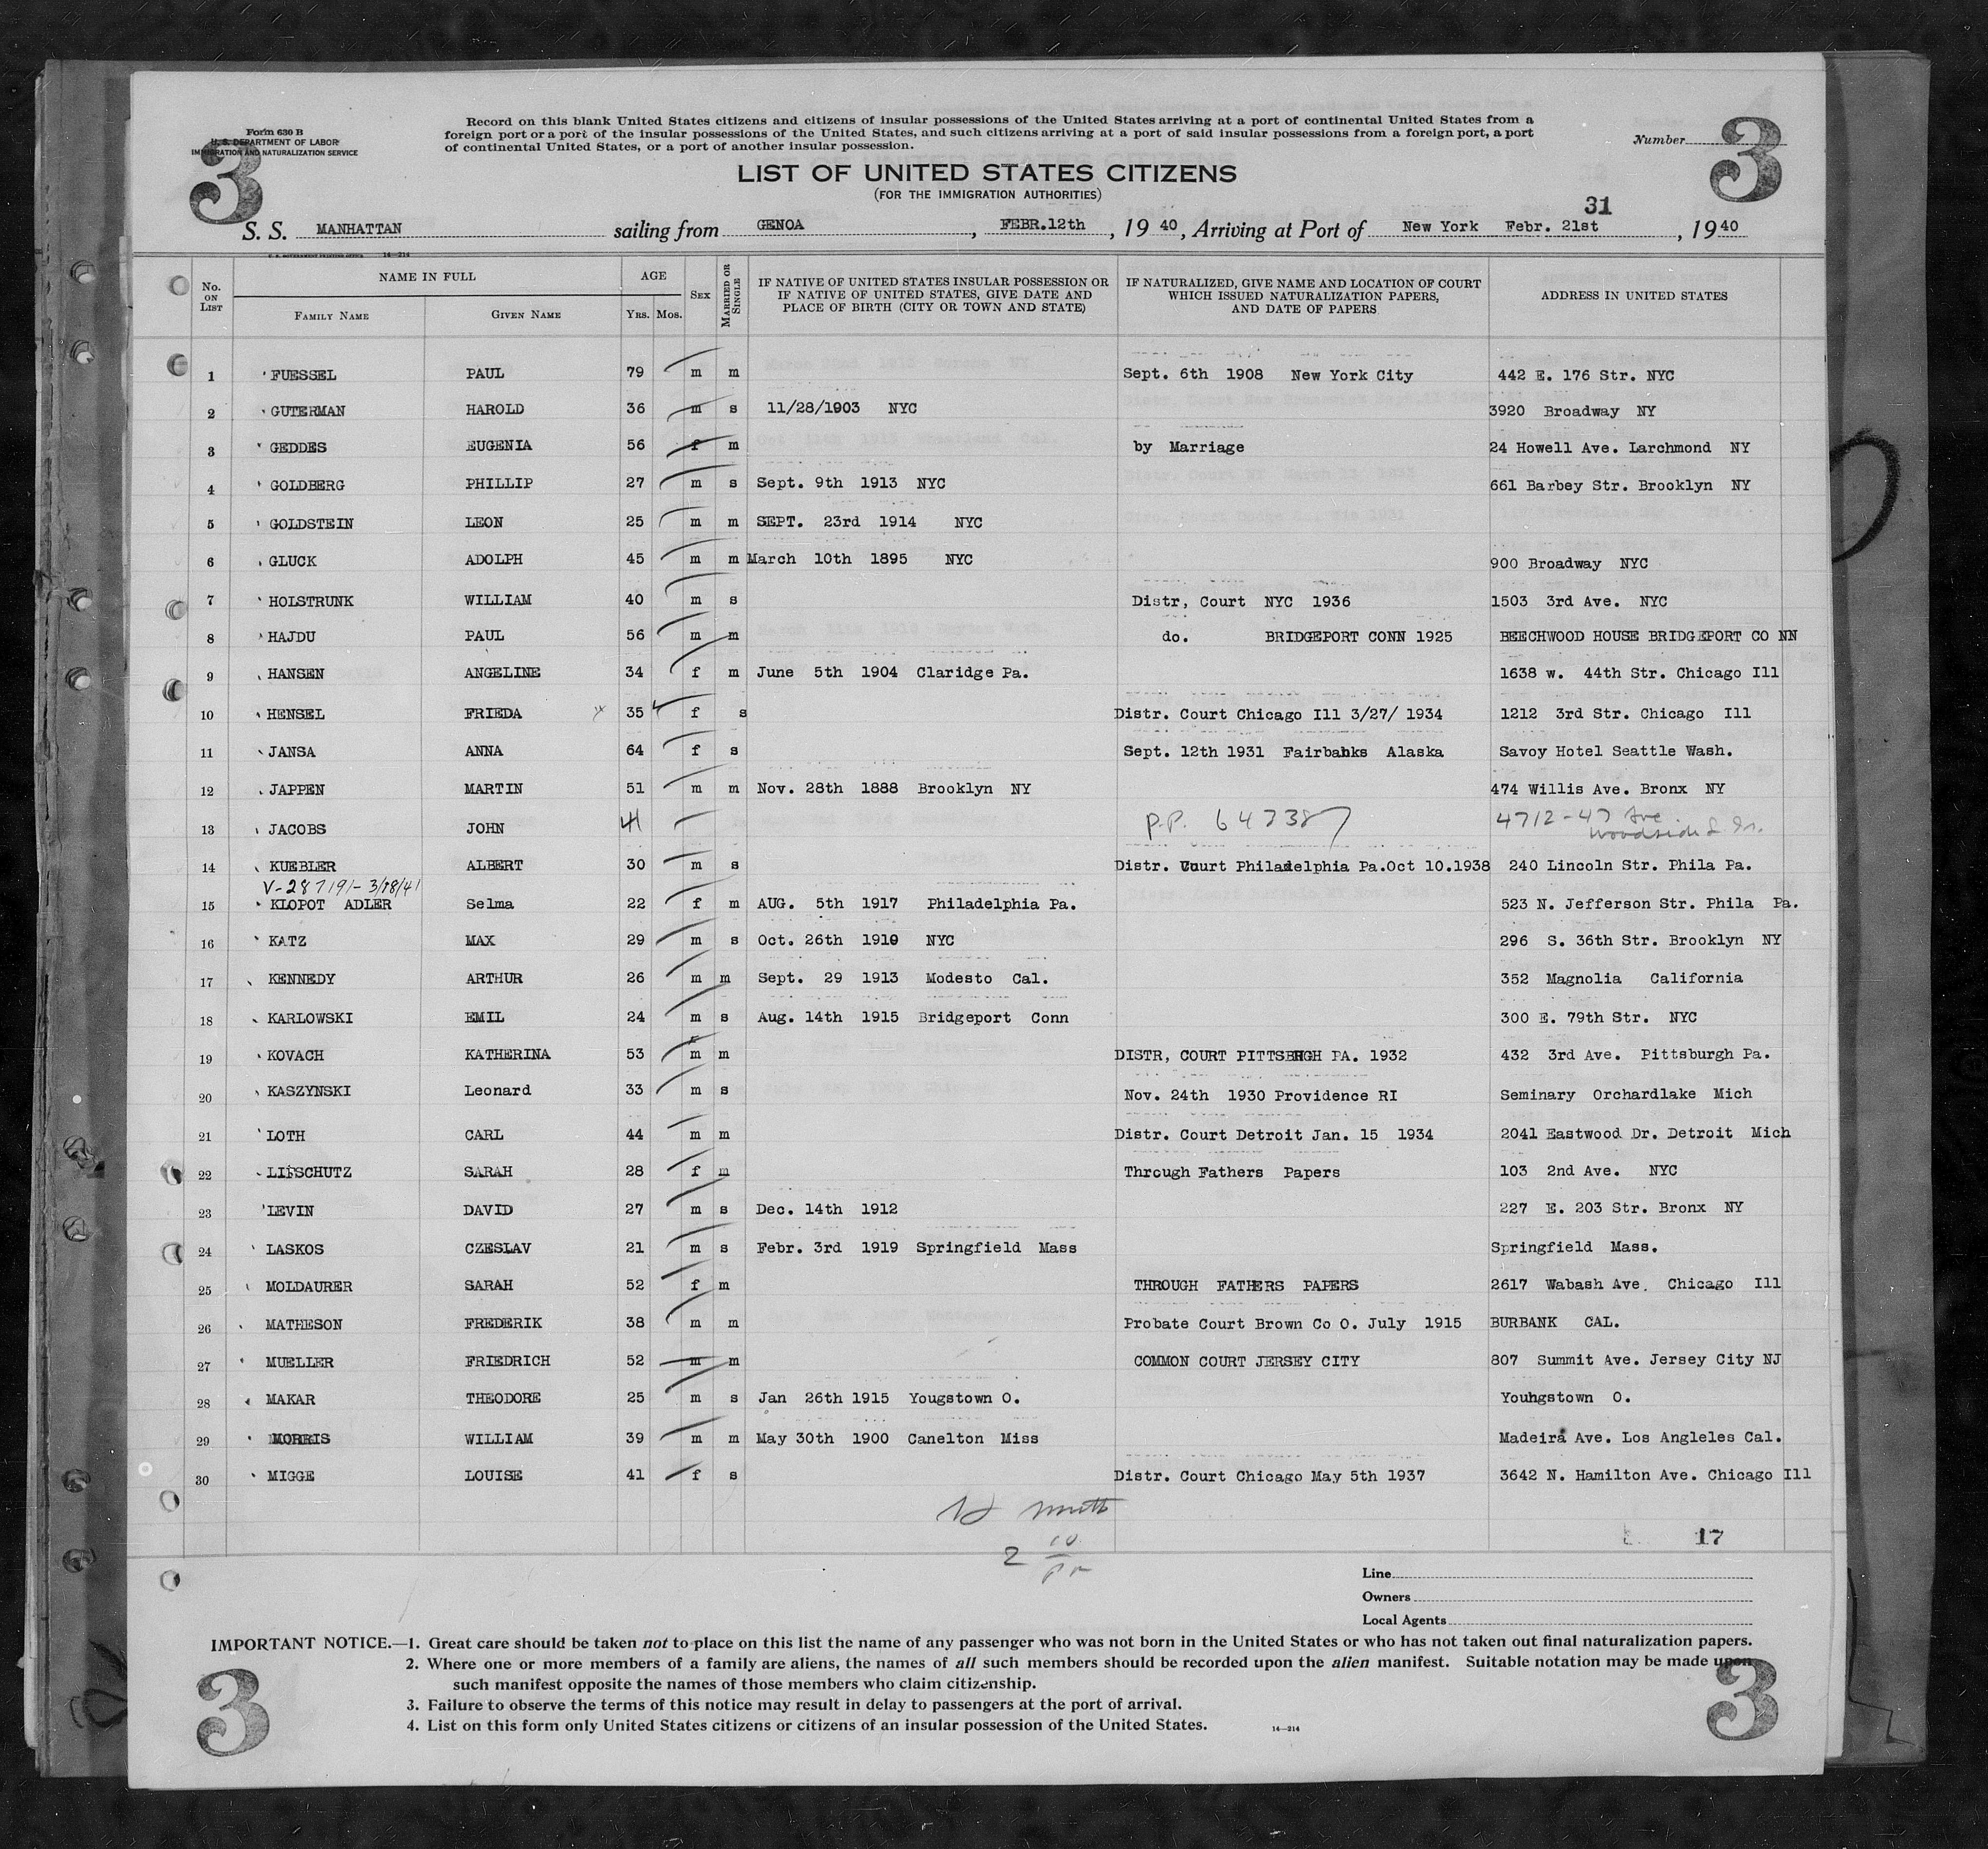 Form 630 B
U. S. DEPARTMENT OF LABOR
IMMIGRATION AND NATURALIZATION SERVICE
3
Record on this blank United States citizens and citizens of insular possessions of the United States arriving at a port of continental United States from a
foreign port or a port of the insular possessions of the United States, and such citizens arriving at a port of said insular possessions from a foreign port, a port
of continental United States, or a port of another insular possession.
Number
3
LIST OF UNITED STATES CITIZENS
(FOR THE IMMIGRATION AUTHORITIES)
31
S. S. MANHATTAN sailing from GENOA, FEBR.12th, 19 40, Arriving at Port of New York Febr. 21st, 1940
U. S. GOVERNMENT PRINTING OFFICE 14—214
No. ON LIST NAME IN FULL AGE SEX MARRIED OR SINGLE IF NATIVE OF UNITED STATES INSULAR POSSESSION OR IF NATIVE OF UNITED STATES, GIVE DATE AND PLACE OF BIRTH (CITY OR TOWN AND STATE) IF NATURALIZED, GIVE NAME AND LOCATION OF COURT WHICH ISSUED NATURALIZATION PAPERS, AND DATE OF PAPERS ADDRESS IN UNITED STATES
FAMILY NAME GIVEN NAME YRS. MOS.
1 FUESSEL PAUL 79 m m Sept. 6th 1908 New York City 442 E. 176 Str. NYC
2 GUTERMAN HAROLD 36 m s 11/28/1903 NYC 3920 Broadway NY
3 GEDDES EUGENIA 56 f m by Marriage 24 Howell Ave. Larchmond NY
4 GOLDBERG PHILLIP 27 m s Sept. 9th 1913 NYC 661 Barbey Str. Brooklyn NY
5 GOLDSTEIN LEON 25 m m SEPT. 23rd 1914 NYC
6 GLUCK ADOLPH 45 m m March 10th 1895 NYC 900 Broadway NYC
7 HOLSTRUNK WILLIAM 40 m s Distr, Court NYC 1936 1503 3rd Ave. NYC
8 HAJDU PAUL 56 m m do. BRIDGEPORT CONN 1925 BEECHWOOD HOUSE BRIDGEPORT CO NN
9 HANSEN ANGELINE 34 f m June 5th 1904 Claridge Pa. 1638 w. 44th Str. Chicago Ill
10 HENSEL FRIEDA 35 f s Distr. Court Chicago Ill 3/27/ 1934 1212 3rd Str. Chicago Ill
11 JANSA ANNA 64 f s Sept. 12th 1931 Fairbahks Alaska Savoy Hotel Seattle Wash.
12 JAPPEN MARTIN 51 m m Nov. 28th 1888 Brooklyn NY 474 Willis Ave. Bronx NY
13 JACOBS JOHN 41 P.P. 647387 4712-47 Ave Woodside L. In.
14 KUEBLER ALBERT 30 m s Distr. Court Philadelphia Pa.Oct 10.1938 240 Lincoln Str. Phila Pa.
V-287191- 3/18/41
15 KLOPOT ADLER Selma 22 f m AUG. 5th 1917 Philadelphia Pa. 523 N. Jefferson Str. Phila Pa.
16 KATZ MAX 29 m s Oct. 26th 1910 NYC 296 S. 36th Str. Brooklyn NY
17 KENNEDY ARTHUR 26 m m Sept. 29 1913 Modesto Cal. 352 Magnolia California
18 KARLOWSKI EMIL 24 m s Aug. 14th 1915 Bridgeport Conn 300 E. 79th Str. NYC
19 KOVACH KATHERINA 53 m m DISTR, COURT PITTSBRGH PA. 1932 432 3rd Ave. Pittsburgh Pa.
20 KASZYNSKI Leonard 33 m s Nov. 24th 1930 Providence RI Seminary Orchardlake Mich
21 LOTH CARL 44 m m Distr. Court Detroit Jan. 15 1934 2041 Eastwood Dr. Detroit Mich
22 LIFSCHUTZ SARAH 28 f m Through Fathers Papers 103 2nd Ave. NYC
23 LEVIN DAVID 27 m s Dec. 14th 1912 227 E. 203 Str. Bronx NY
24 LASKOS CZESLAV 21 m s Febr. 3rd 1919 Springfield Mass Springfield Mass.
25 MOLDAURER SARAH 52 f m THROUGH FATHERS PAPERS 2617 Wabash Ave. Chicago Ill
26 MATHESON FREDERIK 38 m m Probate Court Brown Co O. July 1915 BURBANK CAL.
27 MUELLER FRIEDRICH 52 m m COMMON COURT JERSEY CITY 807 Summit Ave. Jersey City NJ
28 MAKAR THEODORE 25 m s Jan 26th 1915 Yougstown O. Youhgstown O.
29 MORRIS WILLIAM 39 m m May 30th 1900 Canelton Miss Madeira Ave. Los Angleles Cal.
30 MIGGE LOUISE 41 f s Distr. Court Chicago May 5th 1937 3642 N. Hamilton Ave. Chicago Ill
17
2
Line
Owners
Local Agents
IMPORTANT NOTICE.—1. Great care should be taken not to place on this list the name of any passenger who was not born in the United States or who has not taken out final naturalization papers.
2. Where one or more members of a family are aliens, the names of all such members should be recorded upon the alien manifest. Suitable notation may be made upon
such manifest opposite the names of those members who claim citizenship.
3. Failure to observe the terms of this notice may result in delay to passengers at the port of arrival.
4. List on this form only United States citizens or citizens of an insular possession of the United States. 14—214
3
3